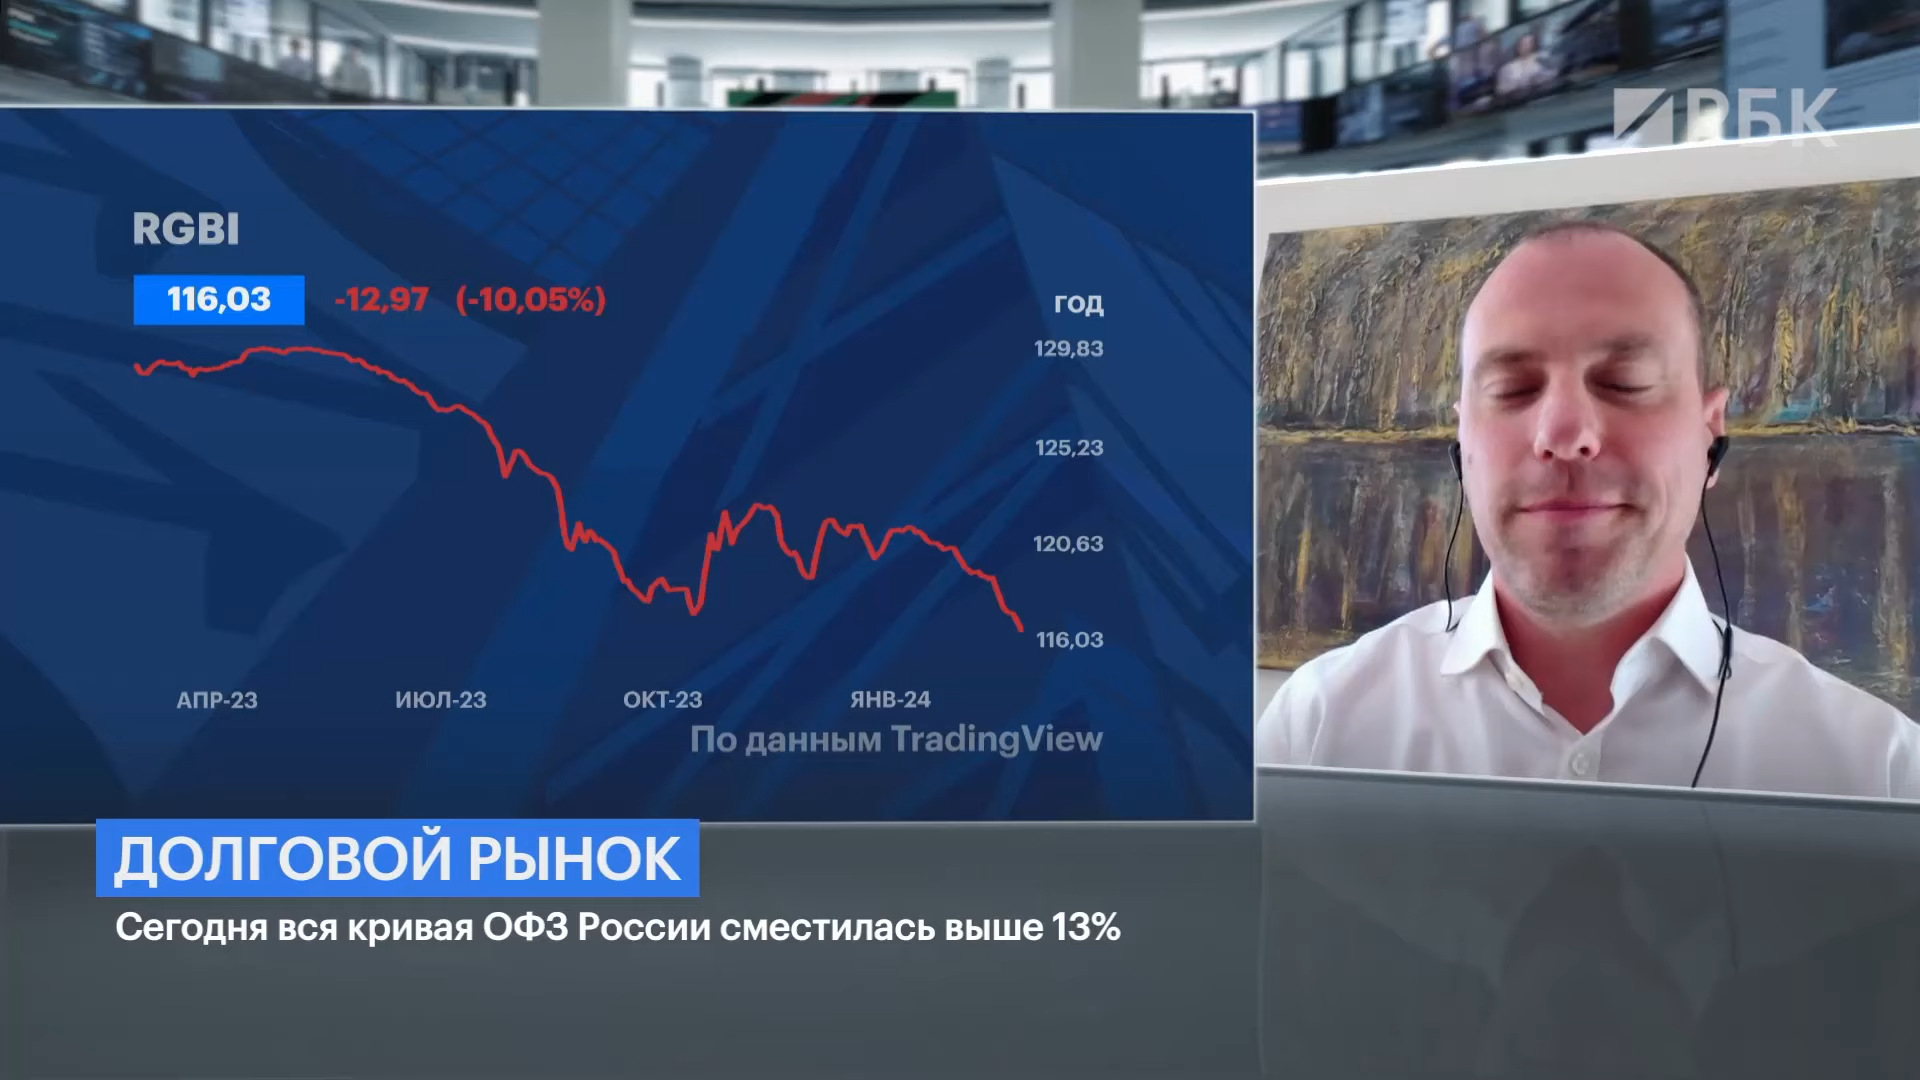 РБК
RGBI
116,03 -12,97 (-10,05%)
ГОД
129,83
125,23
120,63
116,03
АПР-23 ИЮЛ-23 ОКТ-23 ЯНВ-24
По данным TradingView
ДОЛГОВОЙ РЫНОК
Сегодня вся кривая ОФЗ России сместилась выше 13%